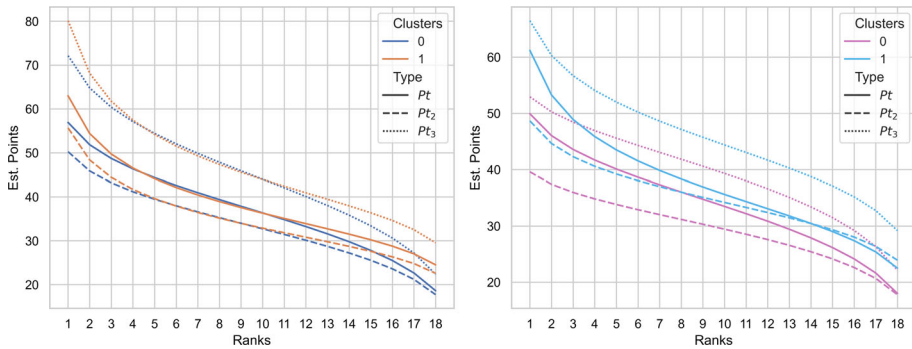 Clusters
0
1
Type
Pt
Pt₂
Pt₃
80
70
60
50
40
30
20
Est. Points
1 2 3 4 5 6 7 8 9 10 11 12 13 14 15 16 17 18
Ranks
Clusters
0
1
Type
Pt
Pt₂
Pt₃
60
50
40
30
20
Est. Points
1 2 3 4 5 6 7 8 9 10 11 12 13 14 15 16 17 18
Ranks